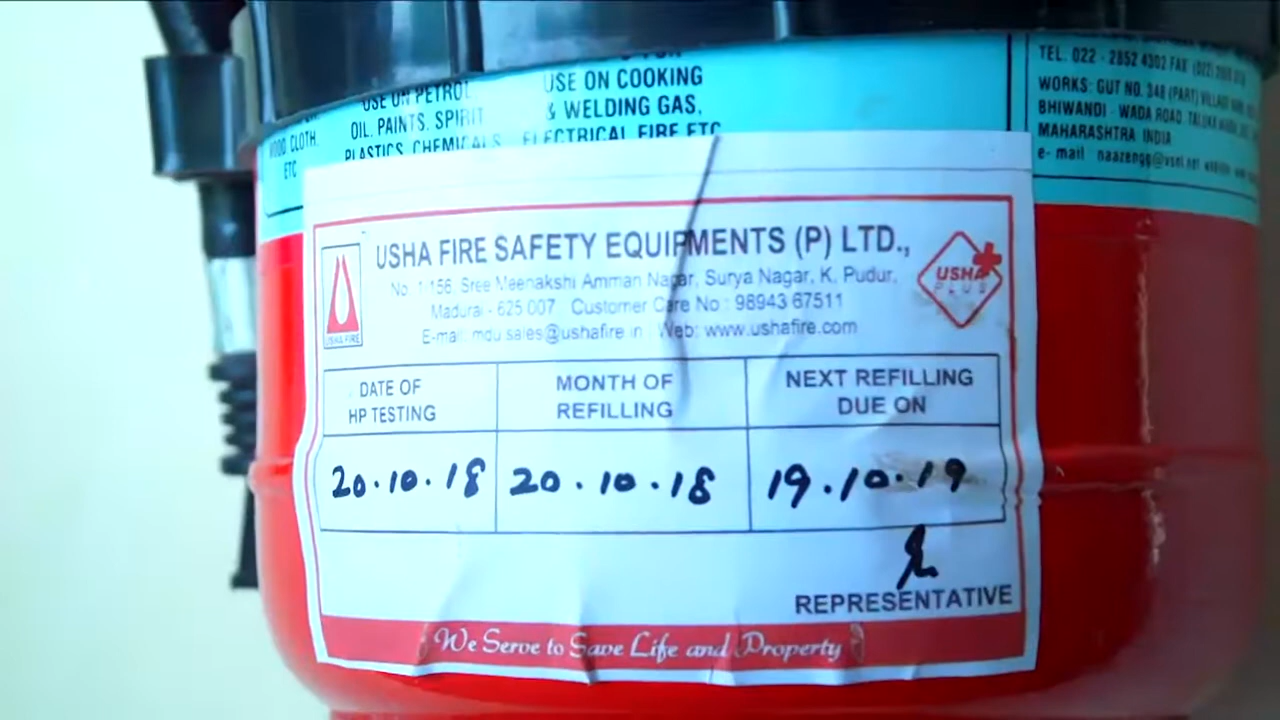 WOOD, CLOTH,
ETC
USE ON PETROL
OIL, PAINTS, SPIRIT
PLASTICS, CHEMICALS
USE ON COOKING
& WELDING GAS,
ELECTRICAL FIRE ETC
TEL. 022 - 2852 4302 FAX (022)
WORKS: GUT NO. 348 (PART) VILLAGE
BHIWANDI - WADA ROAD, TALUKA
MAHARASHTRA INDIA
e- mail naazengg@vsnl.net
USHA FIRE SAFETY EQUIPMENTS (P) LTD.,
No. 1/156, Sree Meenakshi Amman Nagar, Surya Nagar, K. Pudur,
Madurai - 625 007 Customer Care No : 98943 67511
E-mail: mdu.sales@ushafire.in Web: www.ushafire.com
USHA FIRE
USHA
PLUS
DATE OF
HP TESTING
MONTH OF
REFILLING
NEXT REFILLING
DUE ON
20.10.18
20.10.18
19.10.19
REPRESENTATIVE
We Serve to Save Life and Property